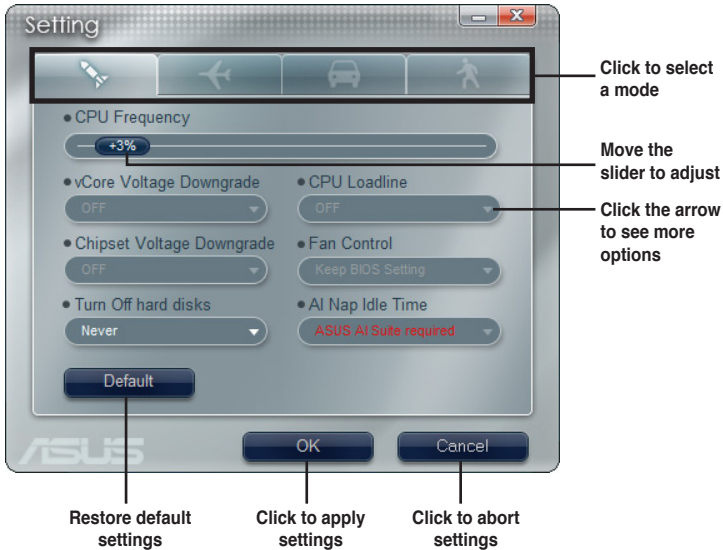 Setting
Click to select
a mode
CPU Frequency
+3%
Move the
slider to adjust
vCore Voltage Downgrade
CPU Loadline
OFF
OFF
Click the arrow
to see more
options
Chipset Voltage Downgrade
Fan Control
OFF
Keep BIOS Setting
Turn Off hard disks
AI Nap Idle Time
Never
ASUS AI Suite required
Default
ASUS
OK
Cancel
Restore default
settings
Click to apply
settings
Click to abort
settings